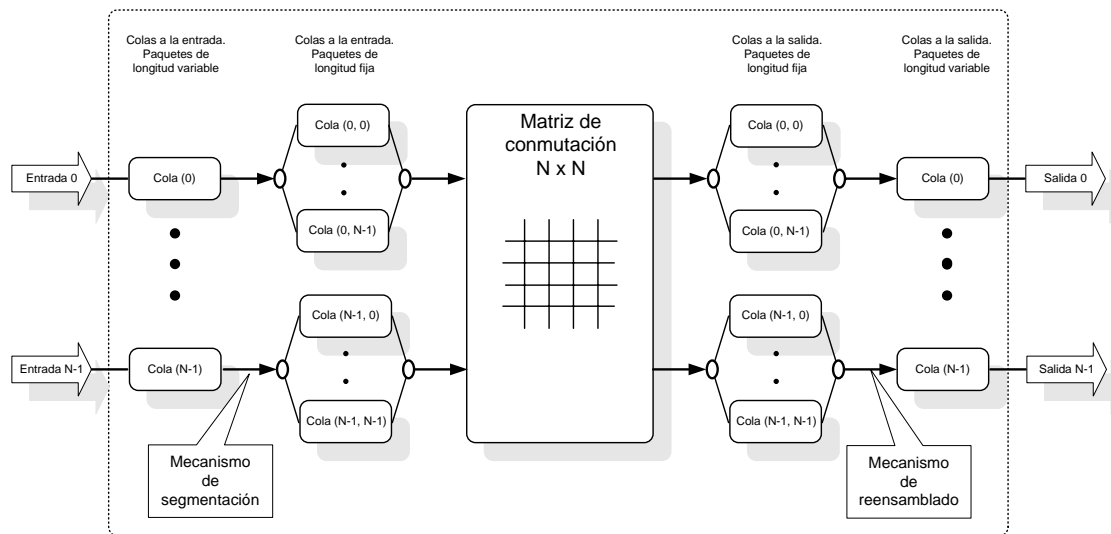 Colas a la entrada.
Paquetes de
longitud variable
Colas a la entrada.
Paquetes de
longitud fija
Colas a la salida.
Paquetes de
longitud fija
Colas a la salida.
Paquetes de
longitud variable
Entrada 0
Cola (0)
Cola (0, 0)
Cola (0, N-1)
Matriz de
conmutación
N x N
Cola (0, 0)
Cola (0, N-1)
Cola (0)
Salida 0
Entrada N-1
Cola (N-1)
Cola (N-1, 0)
Cola (N-1, N-1)
Cola (N-1, 0)
Cola (N-1, N-1)
Cola (N-1)
Salida N-1
Mecanismo
de
segmentación
Mecanismo
de
reensamblado